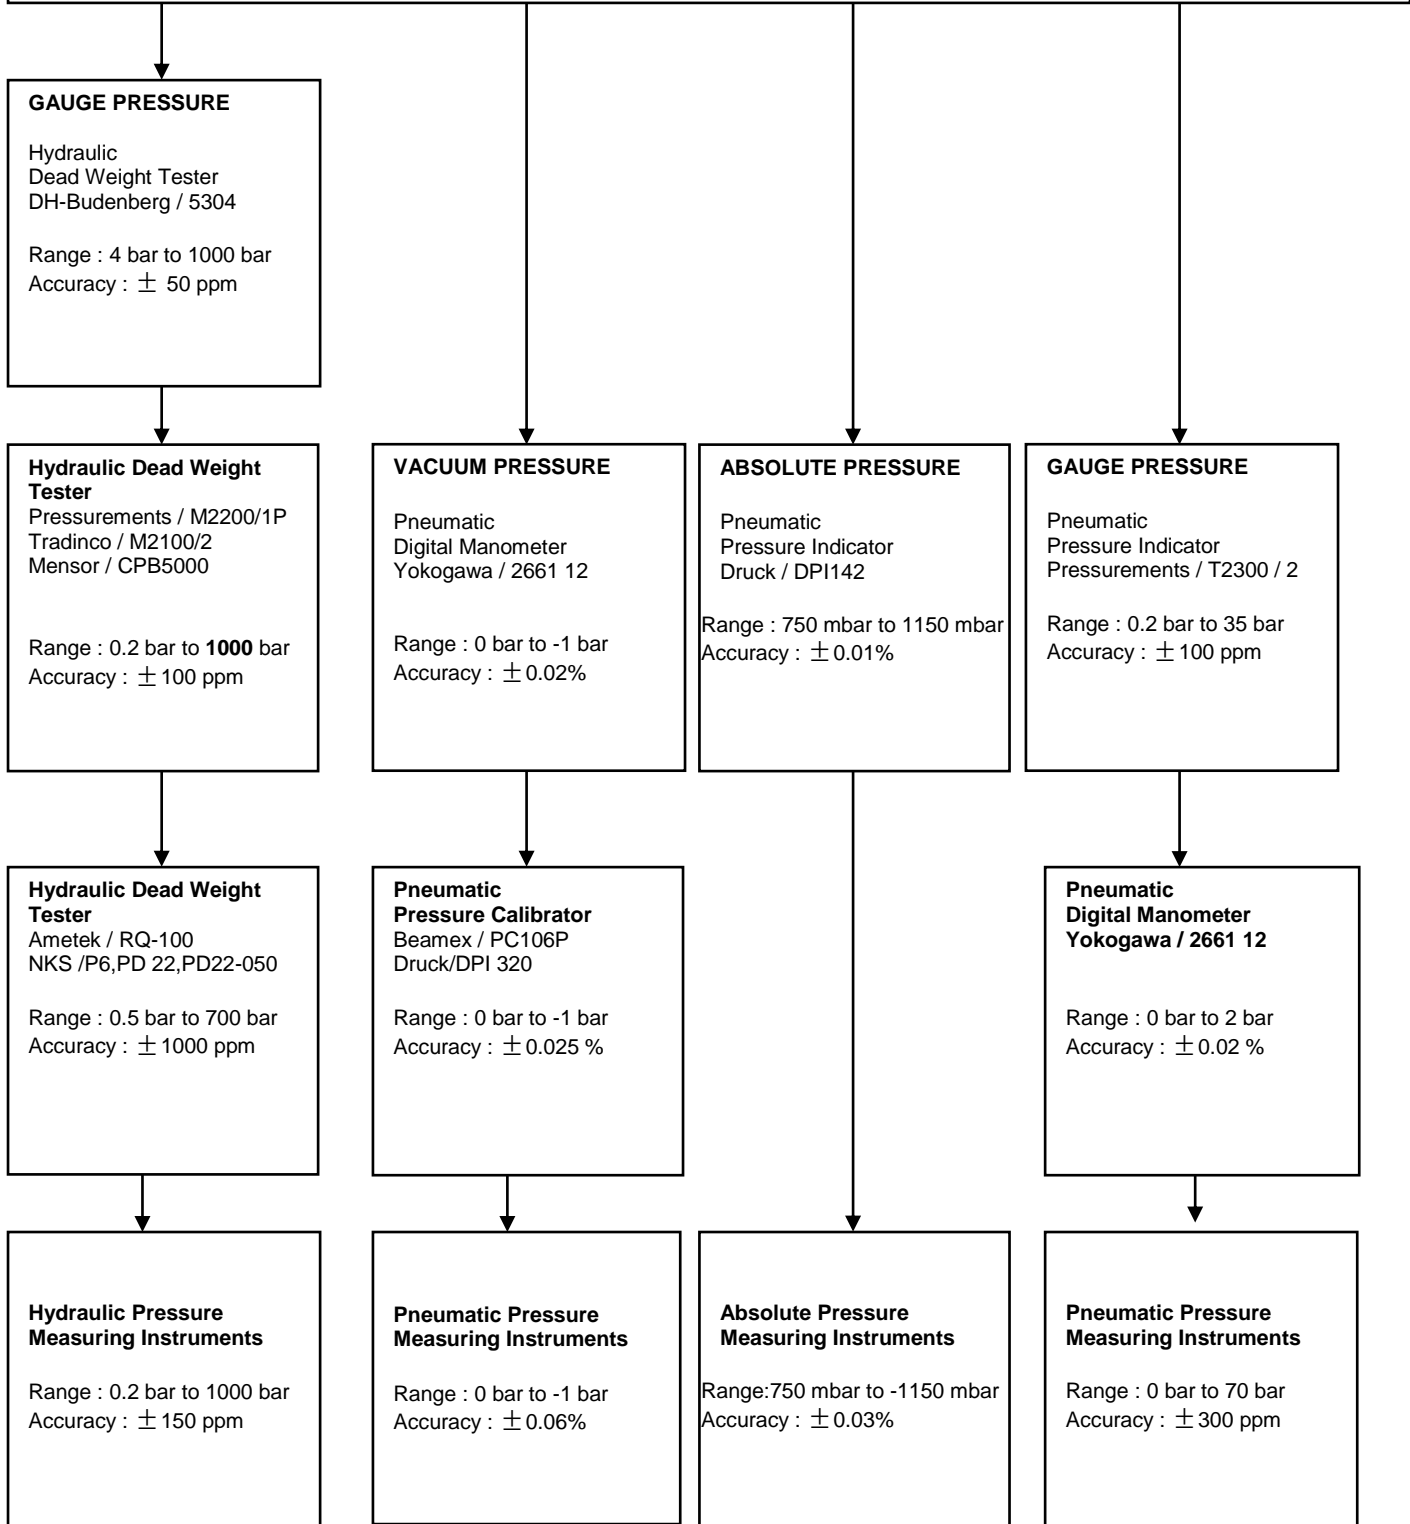 GAUGE PRESSURE
Hydraulic
Dead Weight Tester
DH-Budenberg / 5304
Range : 4 bar to 1000 bar
Accuracy : ± 50 ppm
Hydraulic Dead Weight
Tester
Pressurements / M2200/1P
Tradinco / M2100/2
Mensor / CPB5000
Range : 0.2 bar to 1000 bar
Accuracy : ±100 ppm
VACUUM PRESSURE
Pneumatic
Digital Manometer
Yokogawa / 2661 12
Range : 0 bar to -1 bar
Accuracy : ±0.02%
ABSOLUTE PRESSURE
Pneumatic
Pressure Indicator
Druck / DPI142
Range : 750 mbar to 1150 mbar
Accuracy : ±0.01%
GAUGE PRESSURE
Pneumatic
Pressure Indicator
Pressurements / T2300 / 2
Range : 0.2 bar to 35 bar
Accuracy : ±100 ppm
Hydraulic Dead Weight
Tester
Ametek / RQ-100
NKS /P6,PD 22,PD22-050
Range : 0.5 bar to 700 bar
Accuracy : ±1000 ppm
Pneumatic
Pressure Calibrator
Beamex / PC106P
Druck/DPI 320
Range : 0 bar to -1 bar
Accuracy : ±0.025 %
Pneumatic
Digital Manometer
Yokogawa / 2661 12
Range : 0 bar to 2 bar
Accuracy : ±0.02 %
Hydraulic Pressure
Measuring Instruments
Range : 0.2 bar to 1000 bar
Accuracy : ±150 ppm
Pneumatic Pressure
Measuring Instruments
Range : 0 bar to -1 bar
Accuracy : ±0.06%
Absolute Pressure
Measuring Instruments
Range:750 mbar to -1150 mbar
Accuracy : ±0.03%
Pneumatic Pressure
Measuring Instruments
Range : 0 bar to 70 bar
Accuracy : ±300 ppm